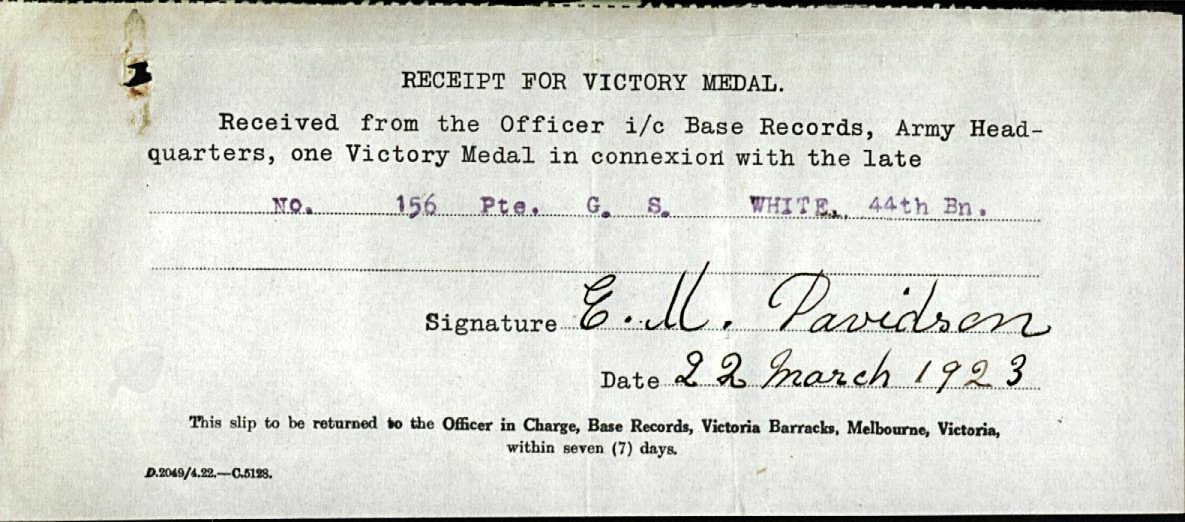 RECEIPT FOR VICTORY MEDAL.
Received from the Officer i/c Base Records, Army Head-
quarters, one Victory Medal in connexion with the late
No. 156 Pte. G. S. WHITE, 44th Bn.
Signature E. M. Davidson
Date 22 March 1923
This slip to be returned to the Officer in Charge, Base Records, Victoria Barracks, Melbourne, Victoria,
within seven (7) days.
D.2049/4.22.—C.5128.